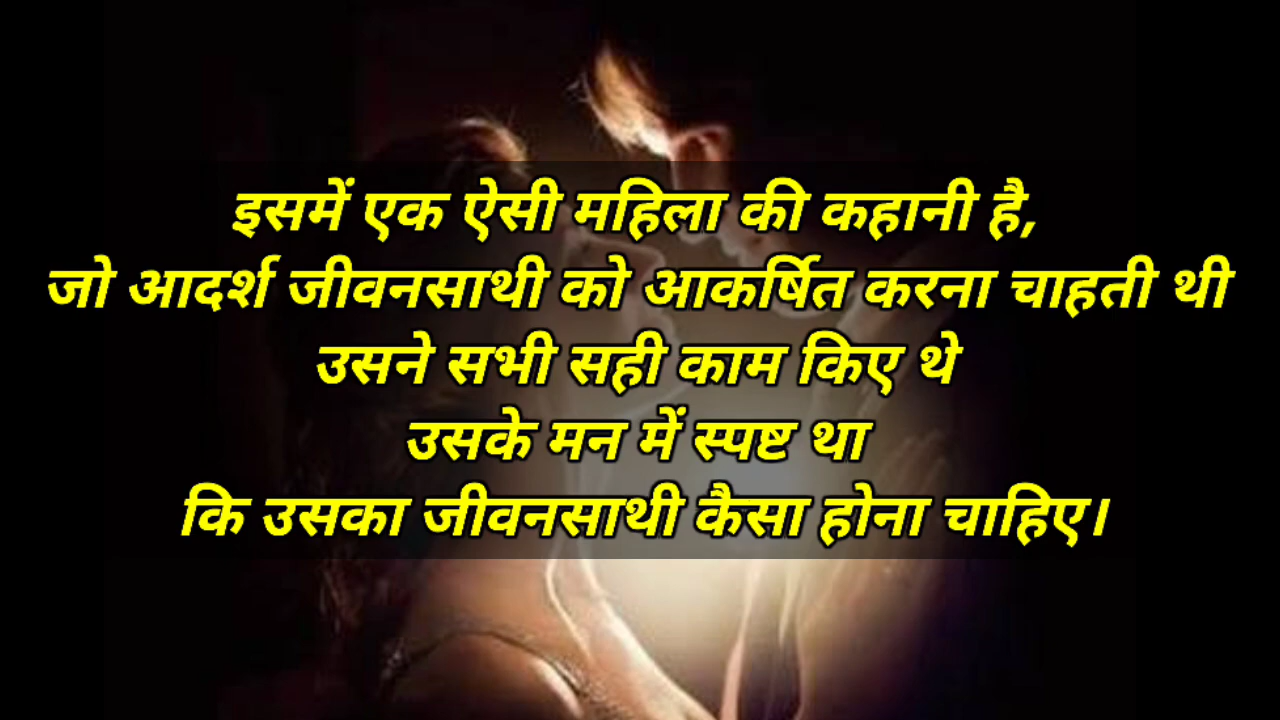 इसमें एक ऐसी महिला की कहानी है,
जो आदर्श जीवनसाथी को आकर्षित करना चाहती थी
उसने सभी सही काम किए थे
उसके मन में स्पष्ट था
कि उसका जीवनसाथी कैसा होना चाहिए।